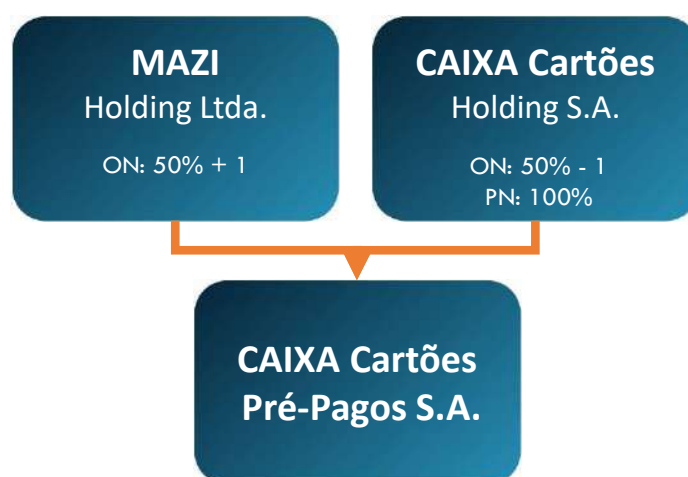 MAZI
Holding Ltda.
ON: 50% + 1
CAIXA Cartões
Holding S.A.
ON: 50% - 1
PN: 100%
CAIXA Cartões
Pré-Pagos S.A.